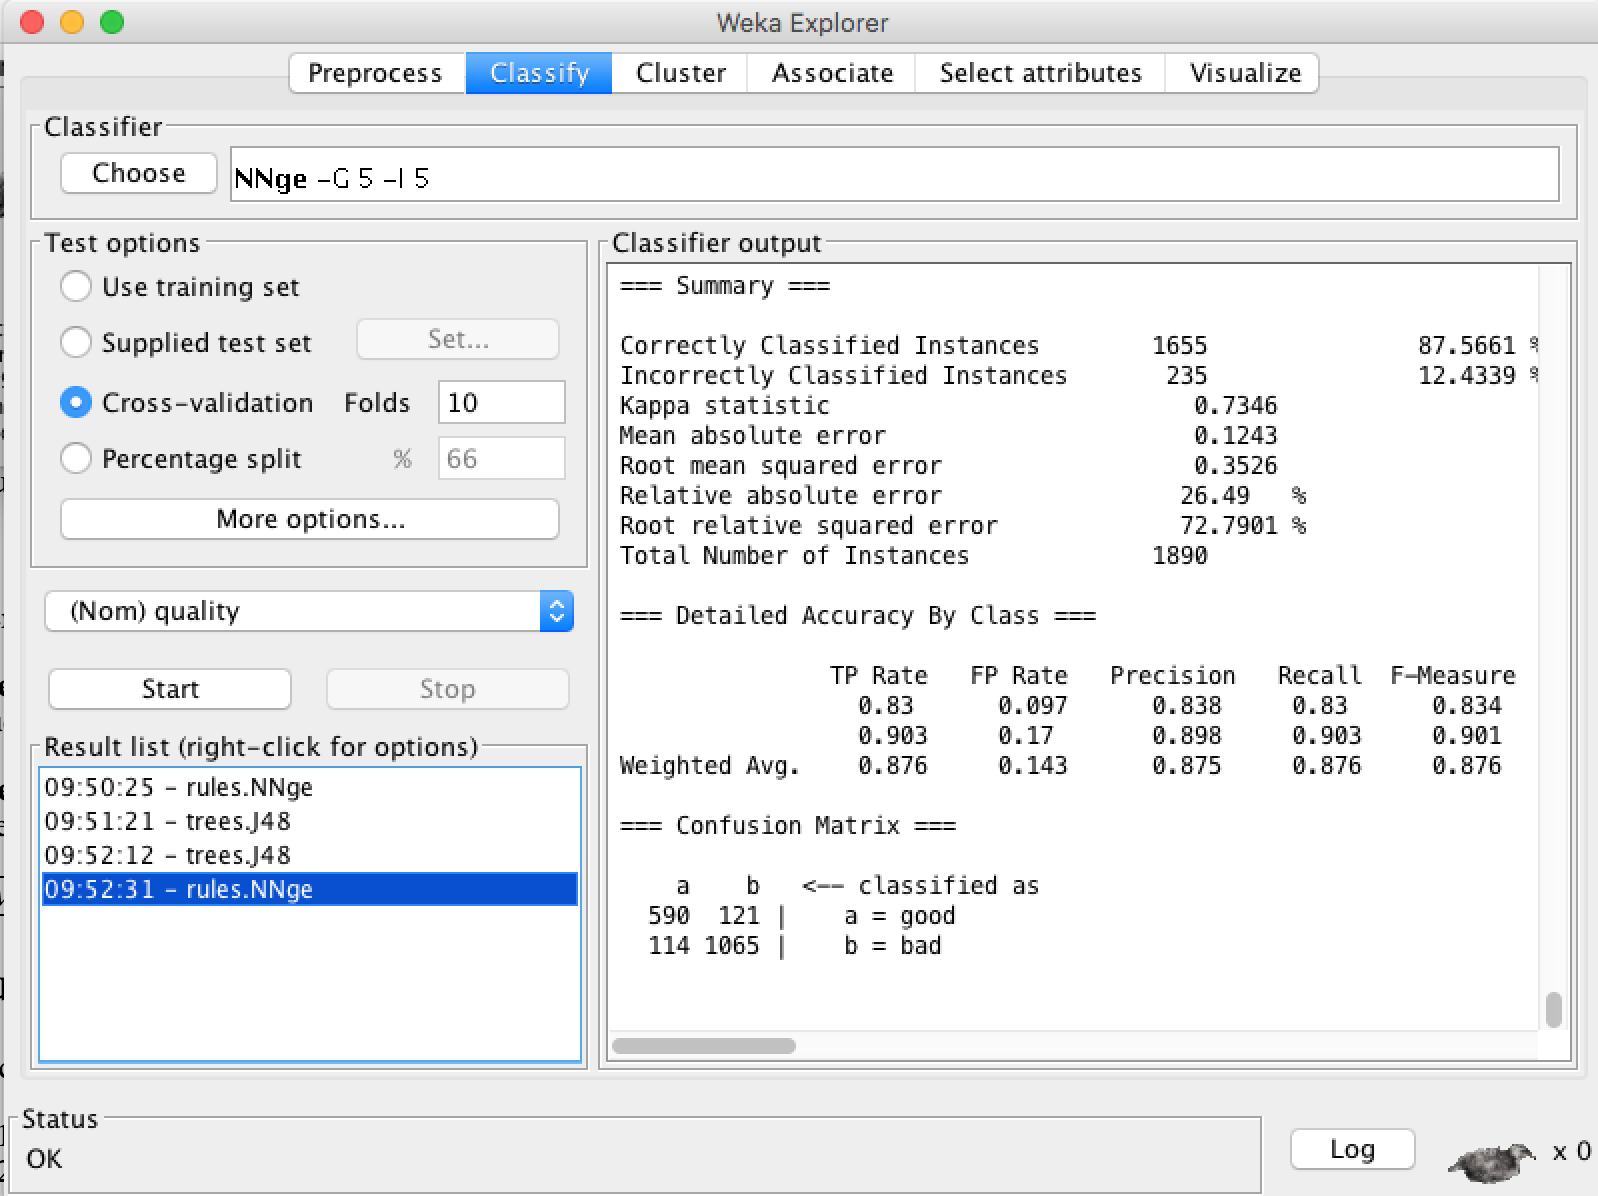 Weka Explorer
Preprocess Classify Cluster Associate Select attributes Visualize
Classifier
Choose NNge -G 5 -I 5
Test options
Use training set
Supplied test set Set...
Cross-validation Folds 10
Percentage split % 66
More options...
(Nom) quality
Start Stop
Result list (right-click for options)
09:50:25 - rules.NNge
09:51:21 - trees.J48
09:52:12 - trees.J48
09:52:31 - rules.NNge
Classifier output
=== Summary ===
Correctly Classified Instances 1655 87.5661 %
Incorrectly Classified Instances 235 12.4339 %
Kappa statistic 0.7346
Mean absolute error 0.1243
Root mean squared error 0.3526
Relative absolute error 26.49 %
Root relative squared error 72.7901 %
Total Number of Instances 1890
=== Detailed Accuracy By Class ===
TP Rate FP Rate Precision Recall F-Measure
0.83 0.097 0.838 0.83 0.834
0.903 0.17 0.898 0.903 0.901
Weighted Avg. 0.876 0.143 0.875 0.876 0.876
=== Confusion Matrix ===
a b <-- classified as
590 121 | a = good
114 1065 | b = bad
Status
OK
Log x 0